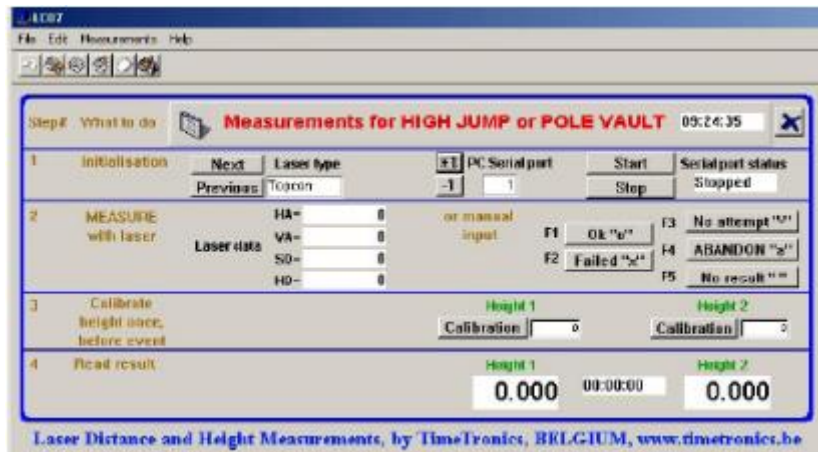 LC07
File Edit Measurements Help
Step# What to do Measurements for HIGH JUMP or POLE VAULT 09:24:35
1 Initialisation Next Laser type +1 PC Serial port Start Serial port status
Previous Topcon -1 1 Stop Stopped
2 MEASURE with laser Laser data HA= 0 VA= 0 SD= 0 HD= 0
or manual input F1 Ok "o" F2 Failed "x" F3 No attempt "-" F4 ABANDON "a" F5 No result " "
3 Calibrate height once, before event Height 1 Calibration 0 Height 2 Calibration 0
4 Read result Height 1 0.000 00:00:00 Height 2 0.000
Laser Distance and Height Measurements, by TimeTronics, BELGIUM, www.timetronics.be